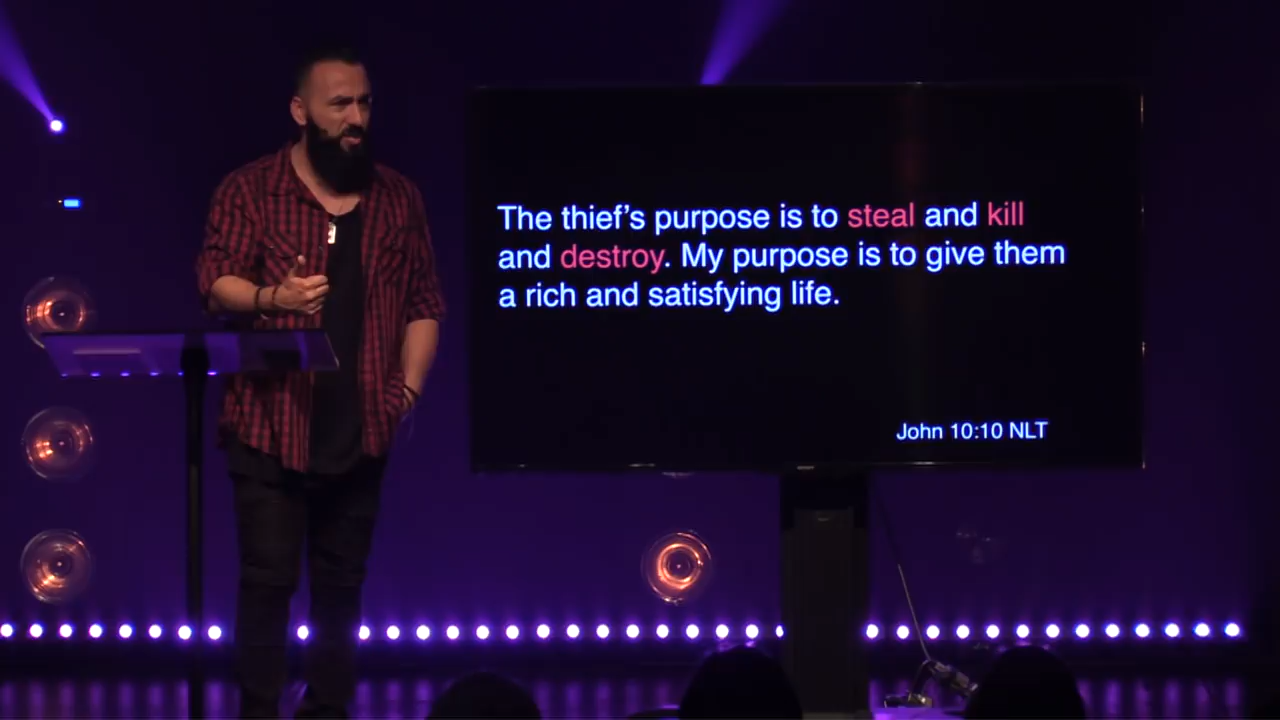 The thief’s purpose is to steal and kill
and destroy. My purpose is to give them
a rich and satisfying life.
John 10:10 NLT